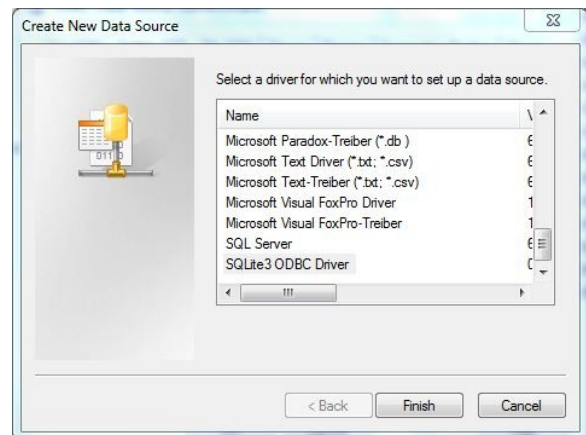 Create New Data Source
Select a driver for which you want to set up a data source.
Name
Microsoft Paradox-Treiber (*.db )
Microsoft Text Driver (*.txt; *.csv)
Microsoft Text-Treiber (*.txt; *.csv)
Microsoft Visual FoxPro Driver
Microsoft Visual FoxPro-Treiber
SQL Server
SQLite3 ODBC Driver
< Back Finish Cancel